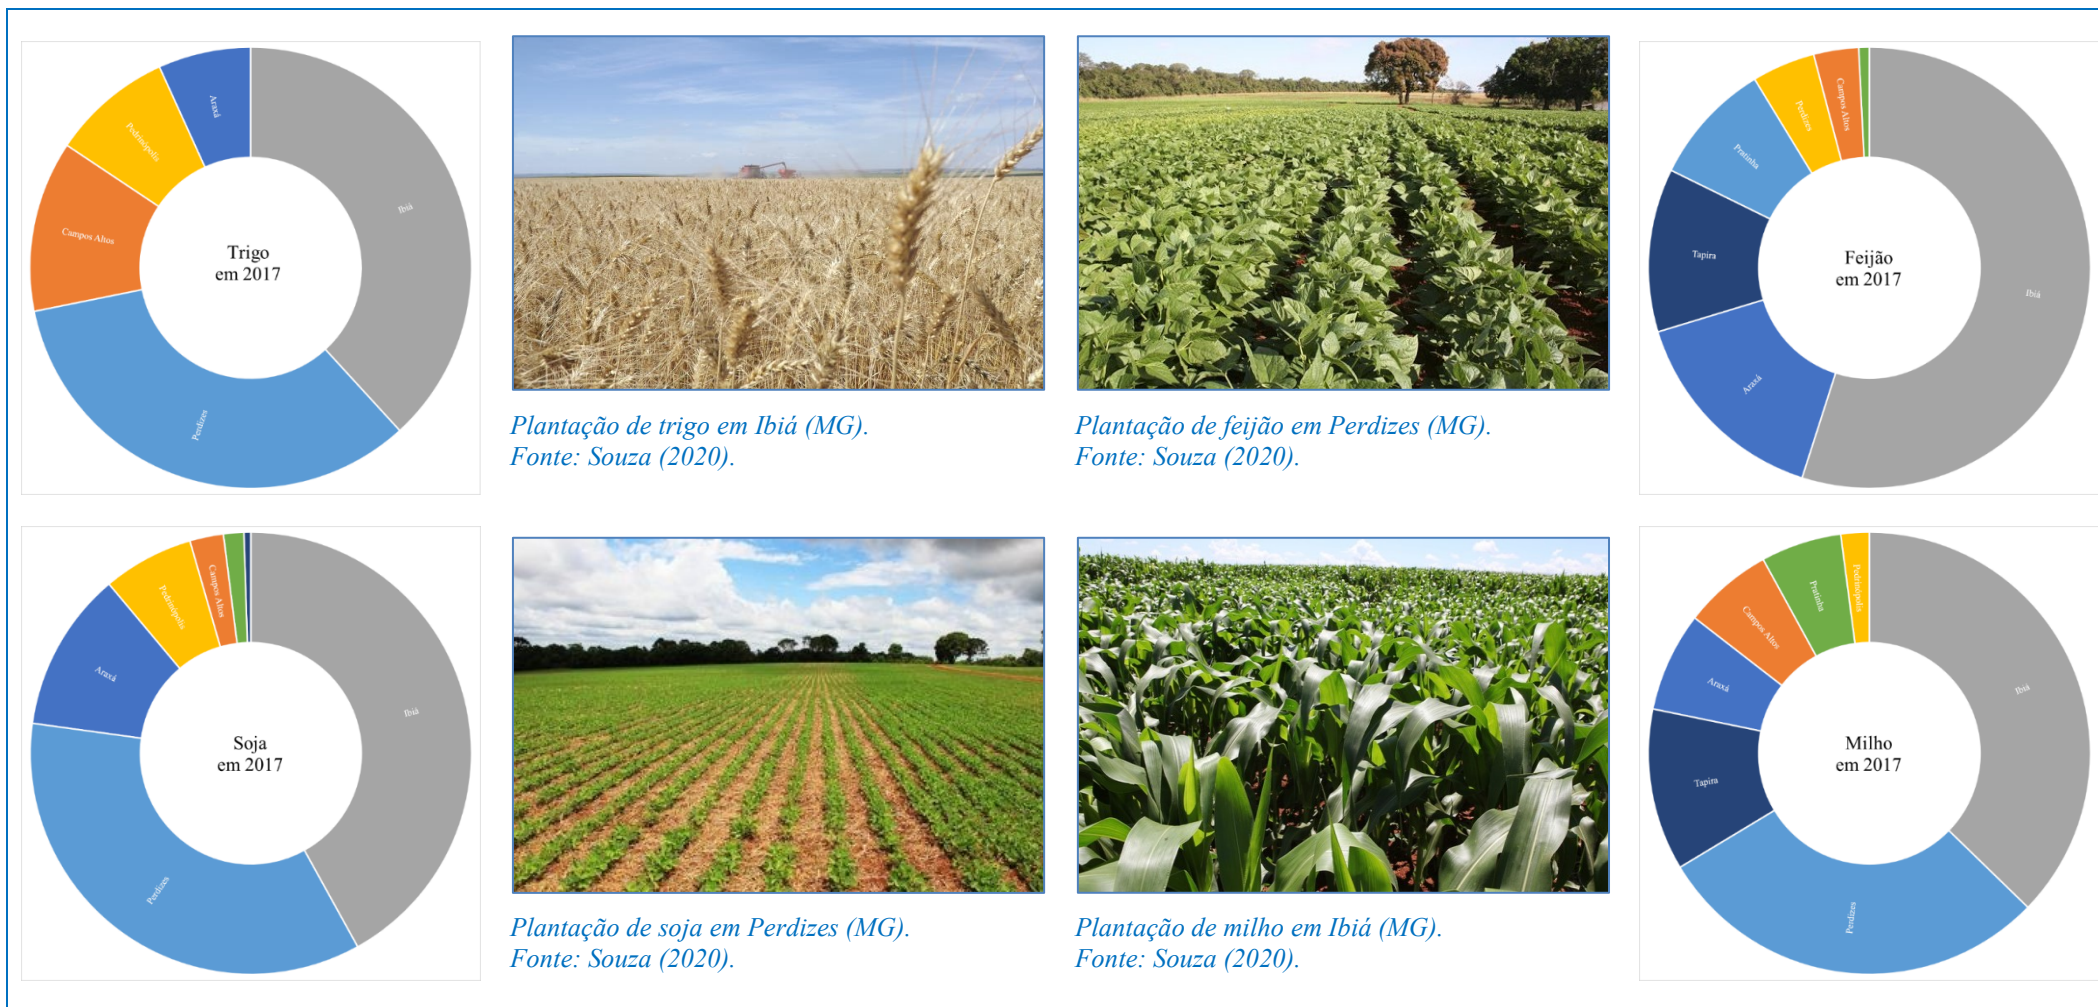 Araxá
Pedrinópolis
Campos Altos
Ibiá
Perdizes
Trigo
em 2017
Plantação de trigo em Ibiá (MG).
Fonte: Souza (2020).
Plantação de feijão em Perdizes (MG).
Fonte: Souza (2020).
Campos Altos
Perdizes
Pratinha
Tapira
Araxá
Ibiá
Feijão
em 2017
Campos Altos
Pedrinópolis
Araxá
Ibiá
Perdizes
Soja
em 2017
Plantação de soja em Perdizes (MG).
Fonte: Souza (2020).
Plantação de milho em Ibiá (MG).
Fonte: Souza (2020).
Pedrinópolis
Pratinha
Campos Altos
Araxá
Tapira
Ibiá
Perdizes
Milho
em 2017